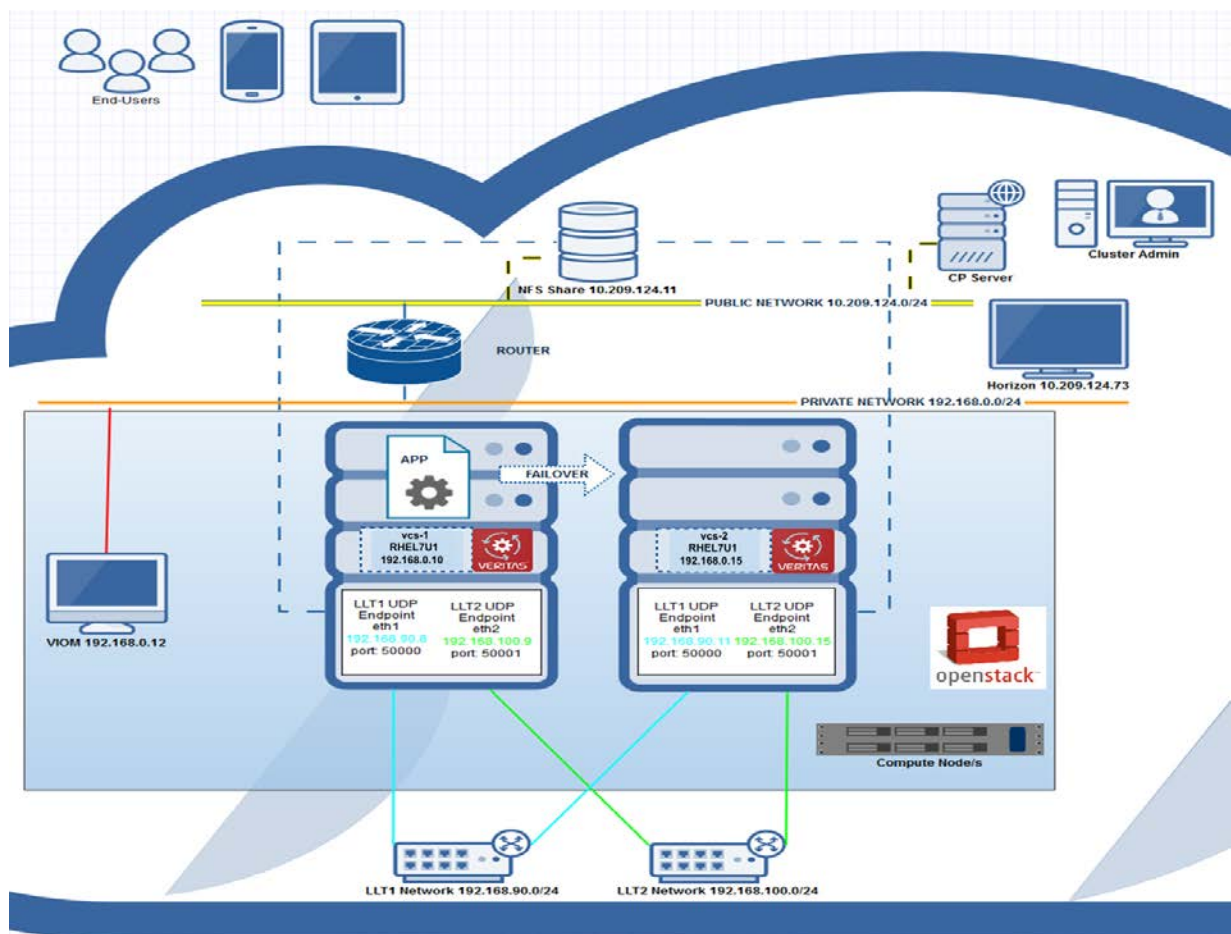 End-Users
NFS Share 10.209.124.11
CP Server
Cluster Admin
PUBLIC NETWORK 10.209.124.0/24
ROUTER
Horizon 10.209.124.73
PRIVATE NETWORK 192.168.0.0/24
APP
FAILOVER
vcs-1
RHEL7U1
192.168.0.10
VERITAS
vcs-2
RHEL7U1
192.168.0.15
VERITAS
VIOM 192.168.0.12
LLT1 UDP
Endpoint
eth1
192.168.90.8
port: 50000
LLT2 UDP
Endpoint
eth2
192.168.100.9
port: 50001
LLT1 UDP
Endpoint
eth1
192.168.90.11
port: 50000
LLT2 UDP
Endpoint
eth2
192.168.100.15
port: 50001
openstack
Compute Node/s
LLT1 Network 192.168.90.0/24
LLT2 Network 192.168.100.0/24